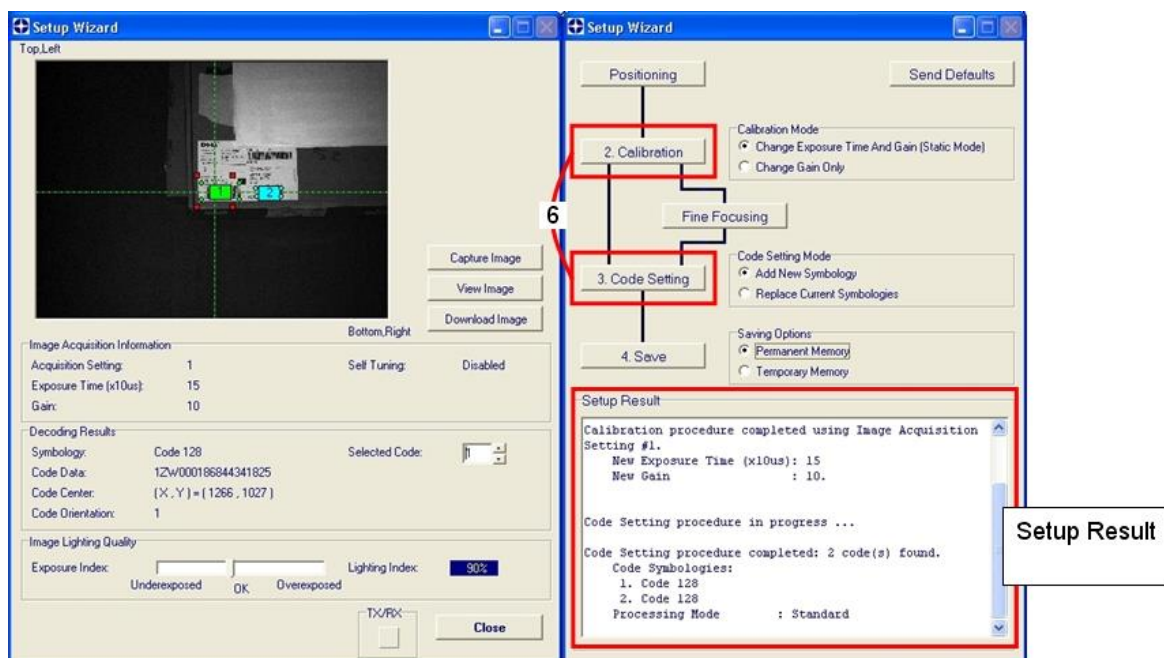 Setup Wizard
Top,Left
1 2
Capture Image
View Image
Download Image
Bottom,Right
Image Acquisition Information
Acquisition Setting: 1 Self Tuning: Disabled
Exposure Time (x10us): 15
Gain: 10
Decoding Results
Symbology: Code 128 Selected Code: 1
Code Data: 1ZW000186844341825
Code Center: ( X , Y ) = ( 1266 , 1027 )
Code Orientation: 1
Image Lighting Quality
Exposure Index: Lighting Index: 90%
Underexposed OK Overexposed
TX/RX
Close
Setup Wizard
Positioning Send Defaults
Calibration Mode
2. Calibration
Change Exposure Time And Gain (Static Mode)
Change Gain Only
6
Fine Focusing
Code Setting Mode
3. Code Setting
Add New Symbology
Replace Current Symbologies
Saving Options
4. Save
Permanent Memory
Temporary Memory
Setup Result
Calibration procedure completed using Image Acquisition
Setting #1.
New Exposure Time (x10us): 15
New Gain : 10.
Code Setting procedure in progress ...
Code Setting procedure completed: 2 code(s) found.
Code Symbologies:
1. Code 128
2. Code 128
Processing Mode : Standard
Setup Result